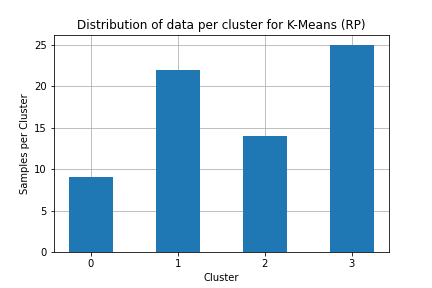 Distribution of data per cluster for K-Means (RP)
25
20
15
10
5
0
Samples per Cluster
0 1 2 3
Cluster